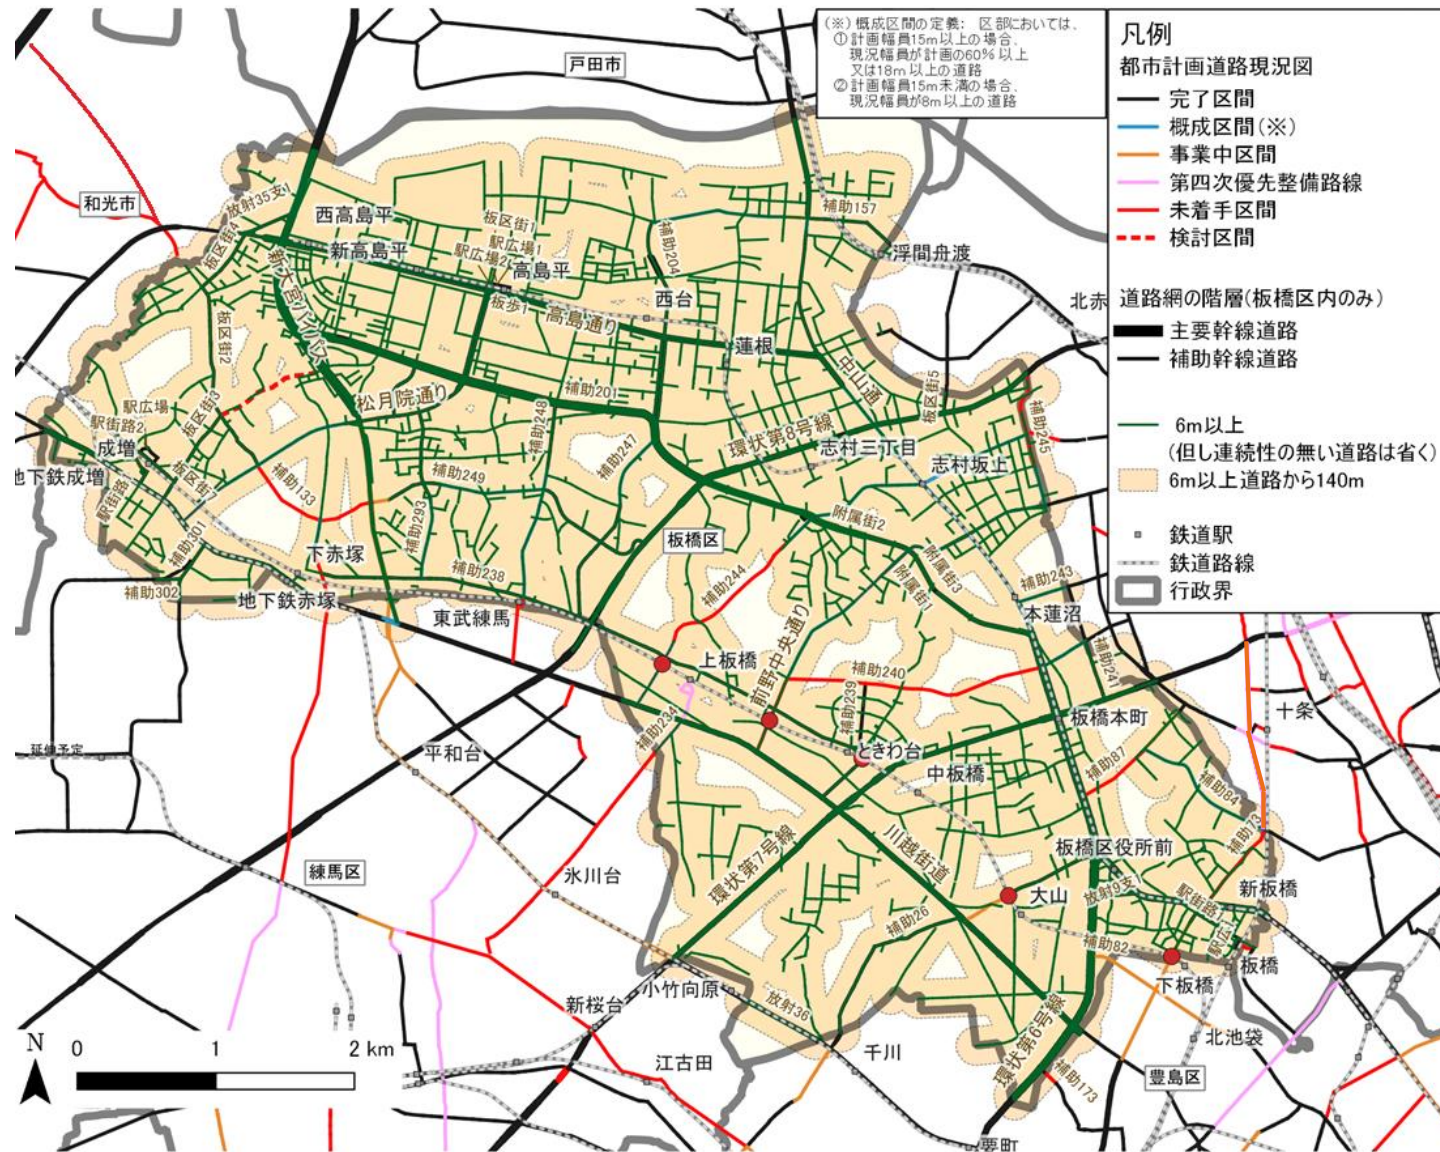 (※)概成区間の定義: 区部においては、
①計画幅員15m以上の場合、
現況幅員が計画の60%以上
又は18m以上の道路
②計画幅員15m未満の場合、
現況幅員が8m以上の道路
凡例
都市計画道路現況図
完了区間
概成区間(※)
事業中区間
第四次優先整備路線
未着手区間
検討区間
道路網の階層(板橋区内のみ)
主要幹線道路
補助幹線道路
6m以上
(但し連続性の無い道路は省く)
6m以上道路から140m
鉄道駅
鉄道路線
行政界
戸田市
和光市
放射35支1
西高島平
板区街1
補助157
板区街4
新高島平
駅広場1
駅広場2
高島平
補助204
浮間舟渡
新大宮バイパス
板歩1
高島通り
西台
北赤
板区街2
蓮根
中山通
松月院通り
補助201
板区街5
駅広場
駅街路2
板区街3
補助248
補助247
環状第8号線
志村三丁目
補助245
成増
地下鉄成増
板区街7
補助133
補助249
志村坂上
駅街路1
補助293
附属街2
補助301
下赤塚
板橋区
附属街3
附属街1
補助238
補助244
補助243
補助302
地下鉄赤塚
東武練馬
本蓮沼
上板橋
前野中央通り
補助240
補助241
補助239
補助234
板橋本町
十条
延伸予定
平和台
ときわ台
中板橋
補助87
補助84
補助73
環状第7号線
川越街道
板橋区役所前
練馬区
氷川台
大山
放射9支1
駅街路1
新板橋
補助26
補助82
駅広
板橋
下板橋
小竹向原
新桜台
放射36
環状第6号線
北池袋
千川
江古田
補助173
豊島区
要町
N
0 1 2 km